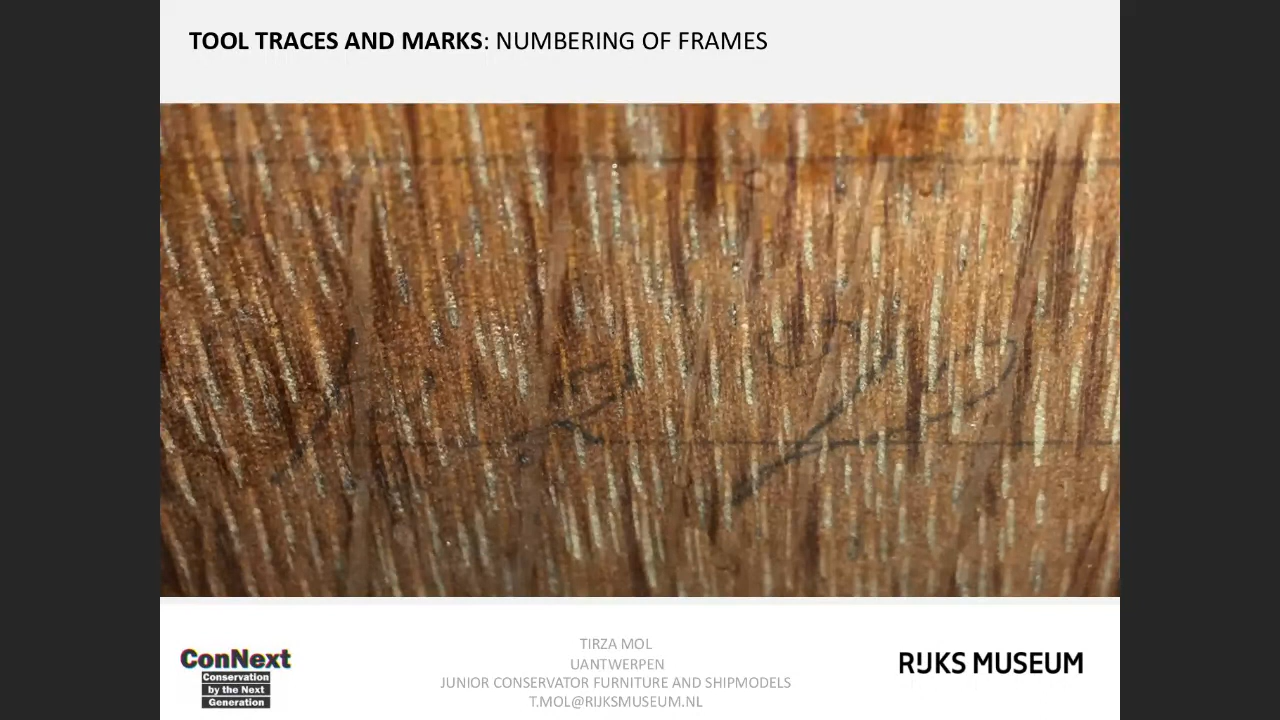 TOOL TRACES AND MARKS: NUMBERING OF FRAMES
TIRZA MOL
UANTWERPEN
JUNIOR CONSERVATOR FURNITURE AND SHIPMODELS
T.MOL@RIJKSMUSEUM.NL
ConNext
Conservation
by the Next
Generation
RIJKS MUSEUM